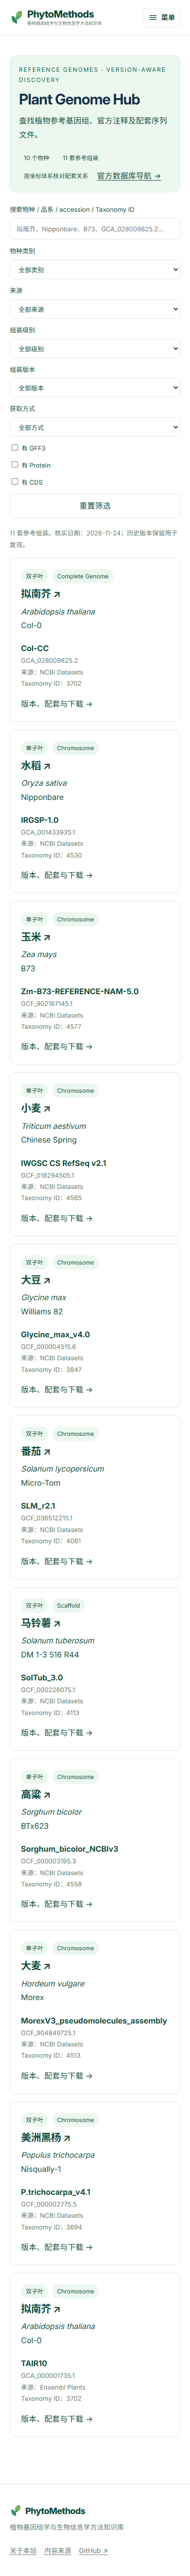 PhytoMethods
植物基因组学与生物信息学方法知识库
菜单
REFERENCE GENOMES · VERSION-AWARE
DISCOVERY
Plant Genome Hub
查找植物参考基因组、官方注释及配套序列
文件。
10 个物种
11 套参考组装
按坐标体系核对配套关系
官方数据库导航 →
搜索物种 / 品系 / accession / Taxonomy ID
拟南芥、Nipponbare、B73、GCA_028009825.2…
物种类别
全部类别
来源
全部来源
组装级别
全部级别
组装版本
全部版本
获取方式
全部方式
有 GFF3
有 Protein
有 CDS
重置筛选
11 套参考组装。核实日期：2026-11-24；历史版本保留用于
复现。
双子叶
Complete Genome
拟南芥 ↗
Arabidopsis thaliana
Col-0
Col-CC
GCA_028009825.2
来源：NCBI Datasets
Taxonomy ID：3702
版本、配套与下载 →
单子叶
Chromosome
水稻 ↗
Oryza sativa
Nipponbare
IRGSP-1.0
GCA_001433935.1
来源：NCBI Datasets
Taxonomy ID：4530
版本、配套与下载 →
单子叶
Chromosome
玉米 ↗
Zea mays
B73
Zm-B73-REFERENCE-NAM-5.0
GCF_902167145.1
来源：NCBI Datasets
Taxonomy ID：4577
版本、配套与下载 →
单子叶
Chromosome
小麦 ↗
Triticum aestivum
Chinese Spring
IWGSC CS RefSeq v2.1
GCF_018294505.1
来源：NCBI Datasets
Taxonomy ID：4565
版本、配套与下载 →
双子叶
Chromosome
大豆 ↗
Glycine max
Williams 82
Glycine_max_v4.0
GCF_000004515.6
来源：NCBI Datasets
Taxonomy ID：3847
版本、配套与下载 →
双子叶
Chromosome
番茄 ↗
Solanum lycopersicum
Micro-Tom
SLM_r2.1
GCF_036512215.1
来源：NCBI Datasets
Taxonomy ID：4081
版本、配套与下载 →
双子叶
Scaffold
马铃薯 ↗
Solanum tuberosum
DM 1-3 516 R44
SolTub_3.0
GCF_000226075.1
来源：NCBI Datasets
Taxonomy ID：4113
版本、配套与下载 →
单子叶
Chromosome
高粱 ↗
Sorghum bicolor
BTx623
Sorghum_bicolor_NCBIv3
GCF_000003195.3
来源：NCBI Datasets
Taxonomy ID：4558
版本、配套与下载 →
单子叶
Chromosome
大麦 ↗
Hordeum vulgare
Morex
MorexV3_pseudomolecules_assembly
GCF_904849725.1
来源：NCBI Datasets
Taxonomy ID：4513
版本、配套与下载 →
双子叶
Chromosome
美洲黑杨 ↗
Populus trichocarpa
Nisqually-1
P.trichocarpa_v4.1
GCF_000002775.5
来源：NCBI Datasets
Taxonomy ID：3694
版本、配套与下载 →
双子叶
Chromosome
拟南芥 ↗
Arabidopsis thaliana
Col-0
TAIR10
GCA_000001735.1
来源：Ensembl Plants
Taxonomy ID：3702
版本、配套与下载 →
PhytoMethods
植物基因组学与生物信息学方法知识库
关于本站
内容来源
GitHub ↗